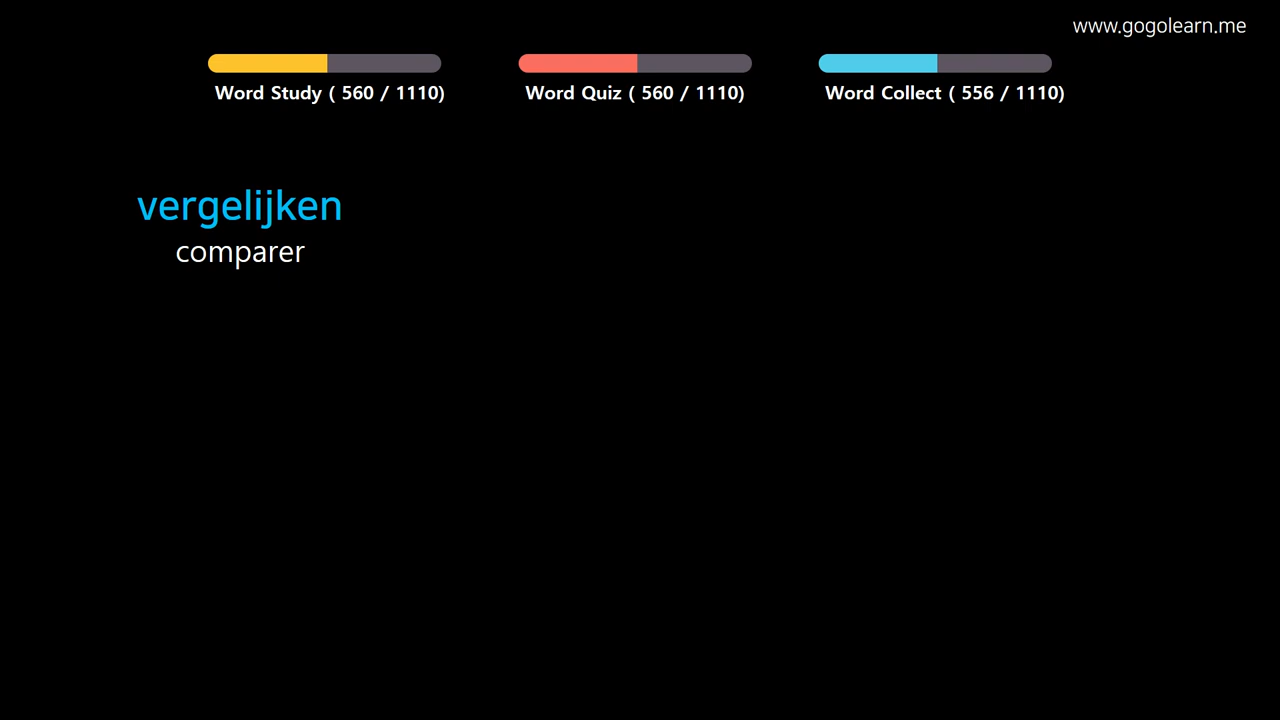 www.gogolearn.me
Word Study ( 560 / 1110)
Word Quiz ( 560 / 1110)
Word Collect ( 556 / 1110)
vergelijken
comparer